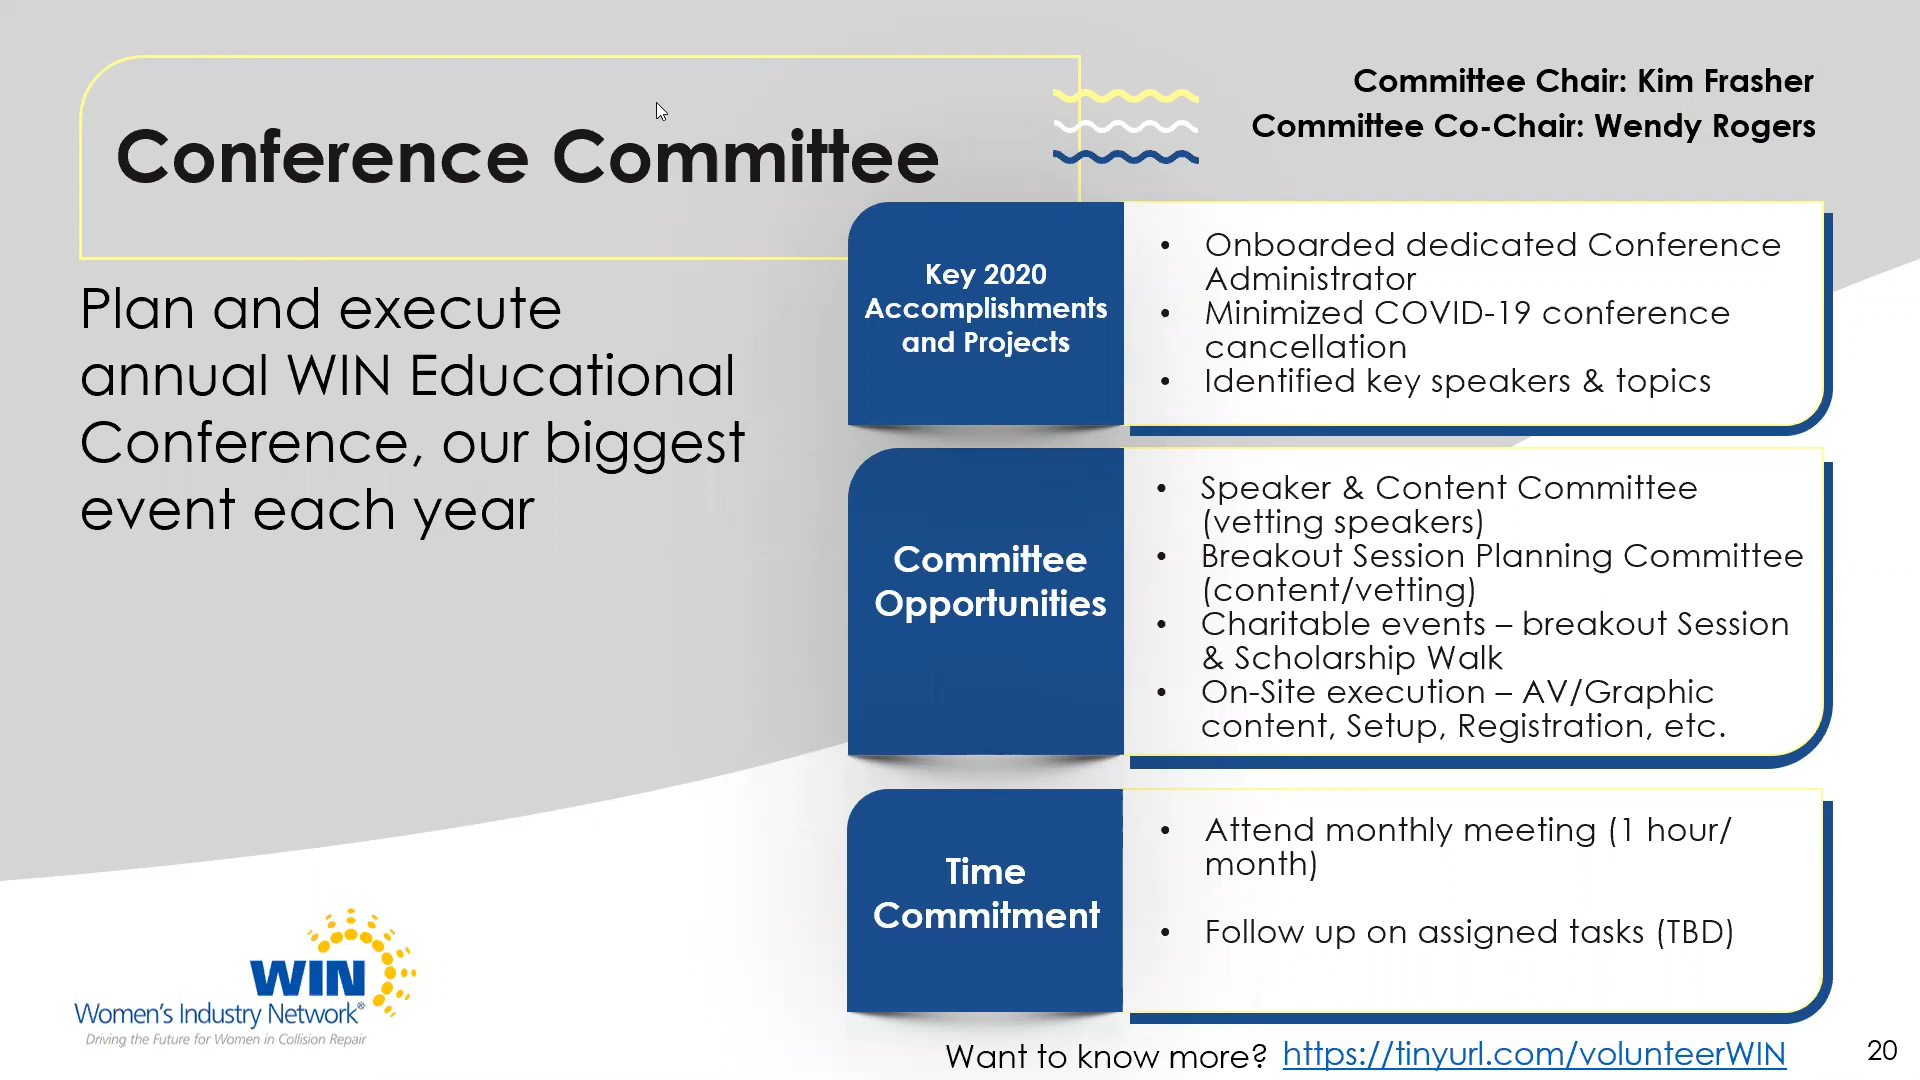 Committee Chair: Kim Frasher
Committee Co-Chair: Wendy Rogers
Conference Committee
Plan and execute
annual WIN Educational
Conference, our biggest
event each year
Key 2020
Accomplishments
and Projects
• Onboarded dedicated Conference
Administrator
• Minimized COVID-19 conference
cancellation
• Identified key speakers & topics
Committee
Opportunities
• Speaker & Content Committee
(vetting speakers)
• Breakout Session Planning Committee
(content/vetting)
• Charitable events – breakout Session
& Scholarship Walk
• On-Site execution – AV/Graphic
content, Setup, Registration, etc.
Time
Commitment
• Attend monthly meeting (1 hour/
month)
• Follow up on assigned tasks (TBD)
WIN
Women's Industry Network®
Driving the Future for Women in Collision Repair
Want to know more? https://tinyurl.com/volunteerWIN
20